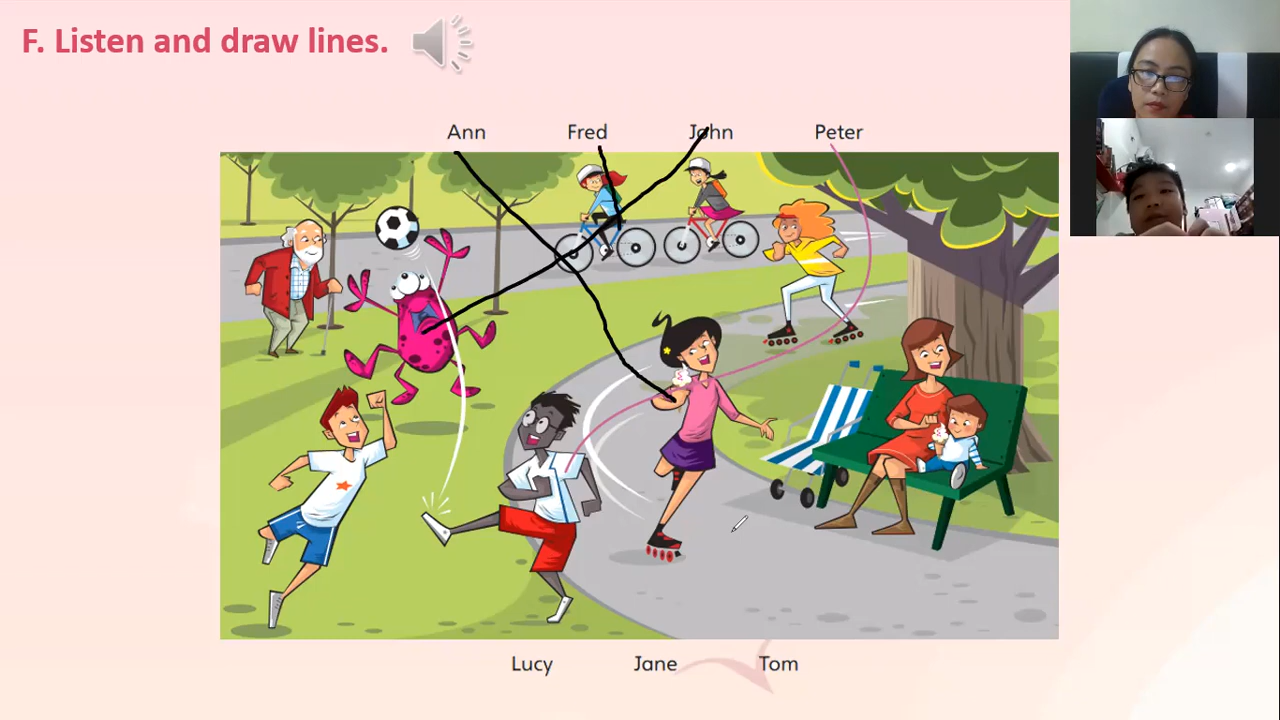 F. Listen and draw lines.
Ann Fred John Peter
Lucy Jane Tom